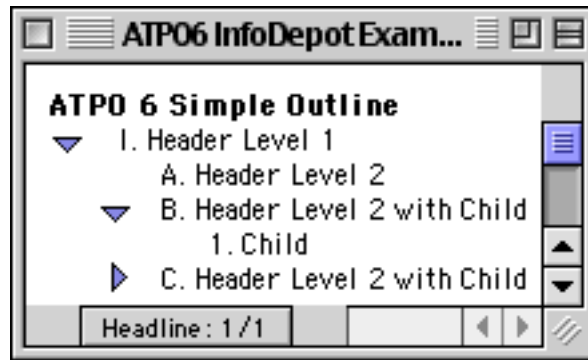 ATPO6 InfoDepot Exam...
ATPO 6 Simple Outline
I. Header Level 1
A. Header Level 2
B. Header Level 2 with Child
1. Child
C. Header Level 2 with Child
Headline: 1/1